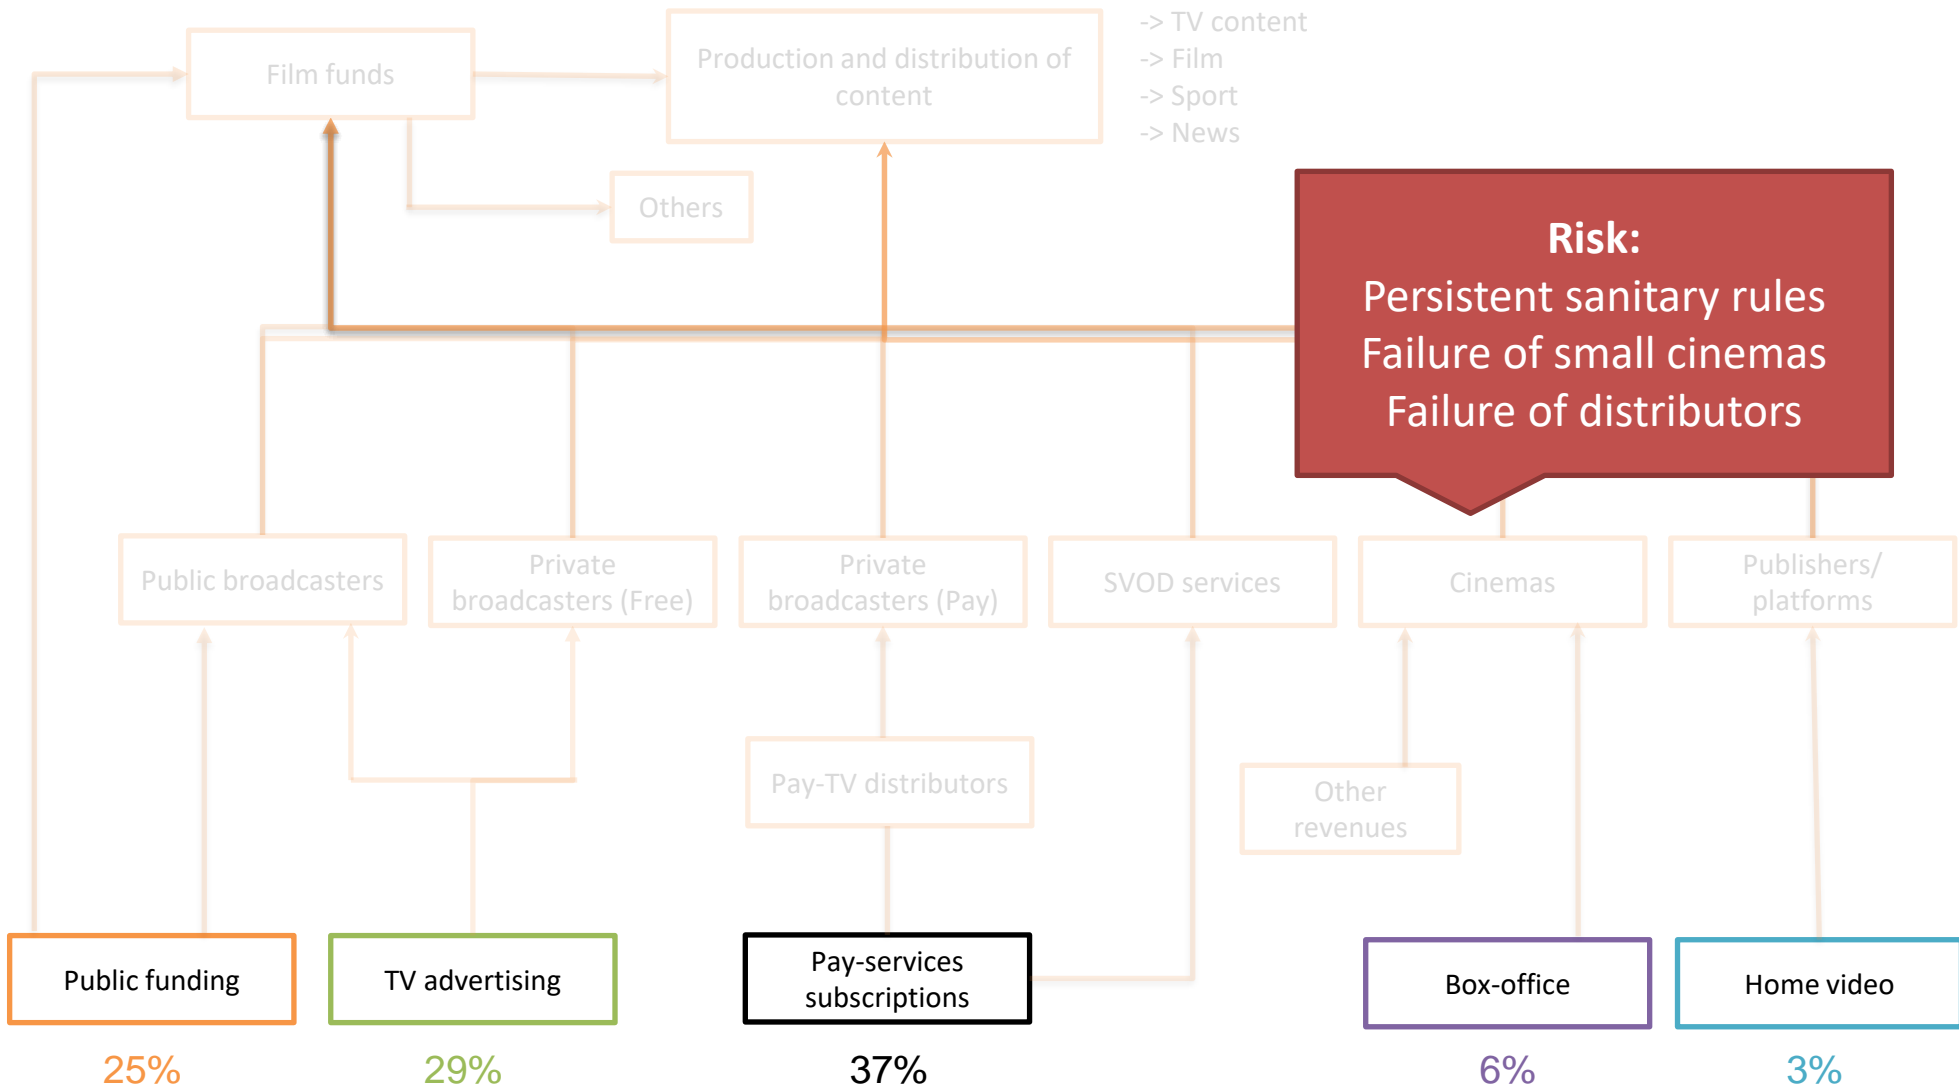 -> TV content
-> Film
-> Sport
-> News
Film funds
Production and distribution of
content
Others
Risk:
Persistent sanitary rules
Failure of small cinemas
Failure of distributors
Public broadcasters
Private
broadcasters (Free)
Private
broadcasters (Pay)
SVOD services
Cinemas
Publishers/
platforms
Pay-TV distributors
Other
revenues
Public funding
TV advertising
Pay-services
subscriptions
Box-office
Home video
25%
29%
37%
6%
3%